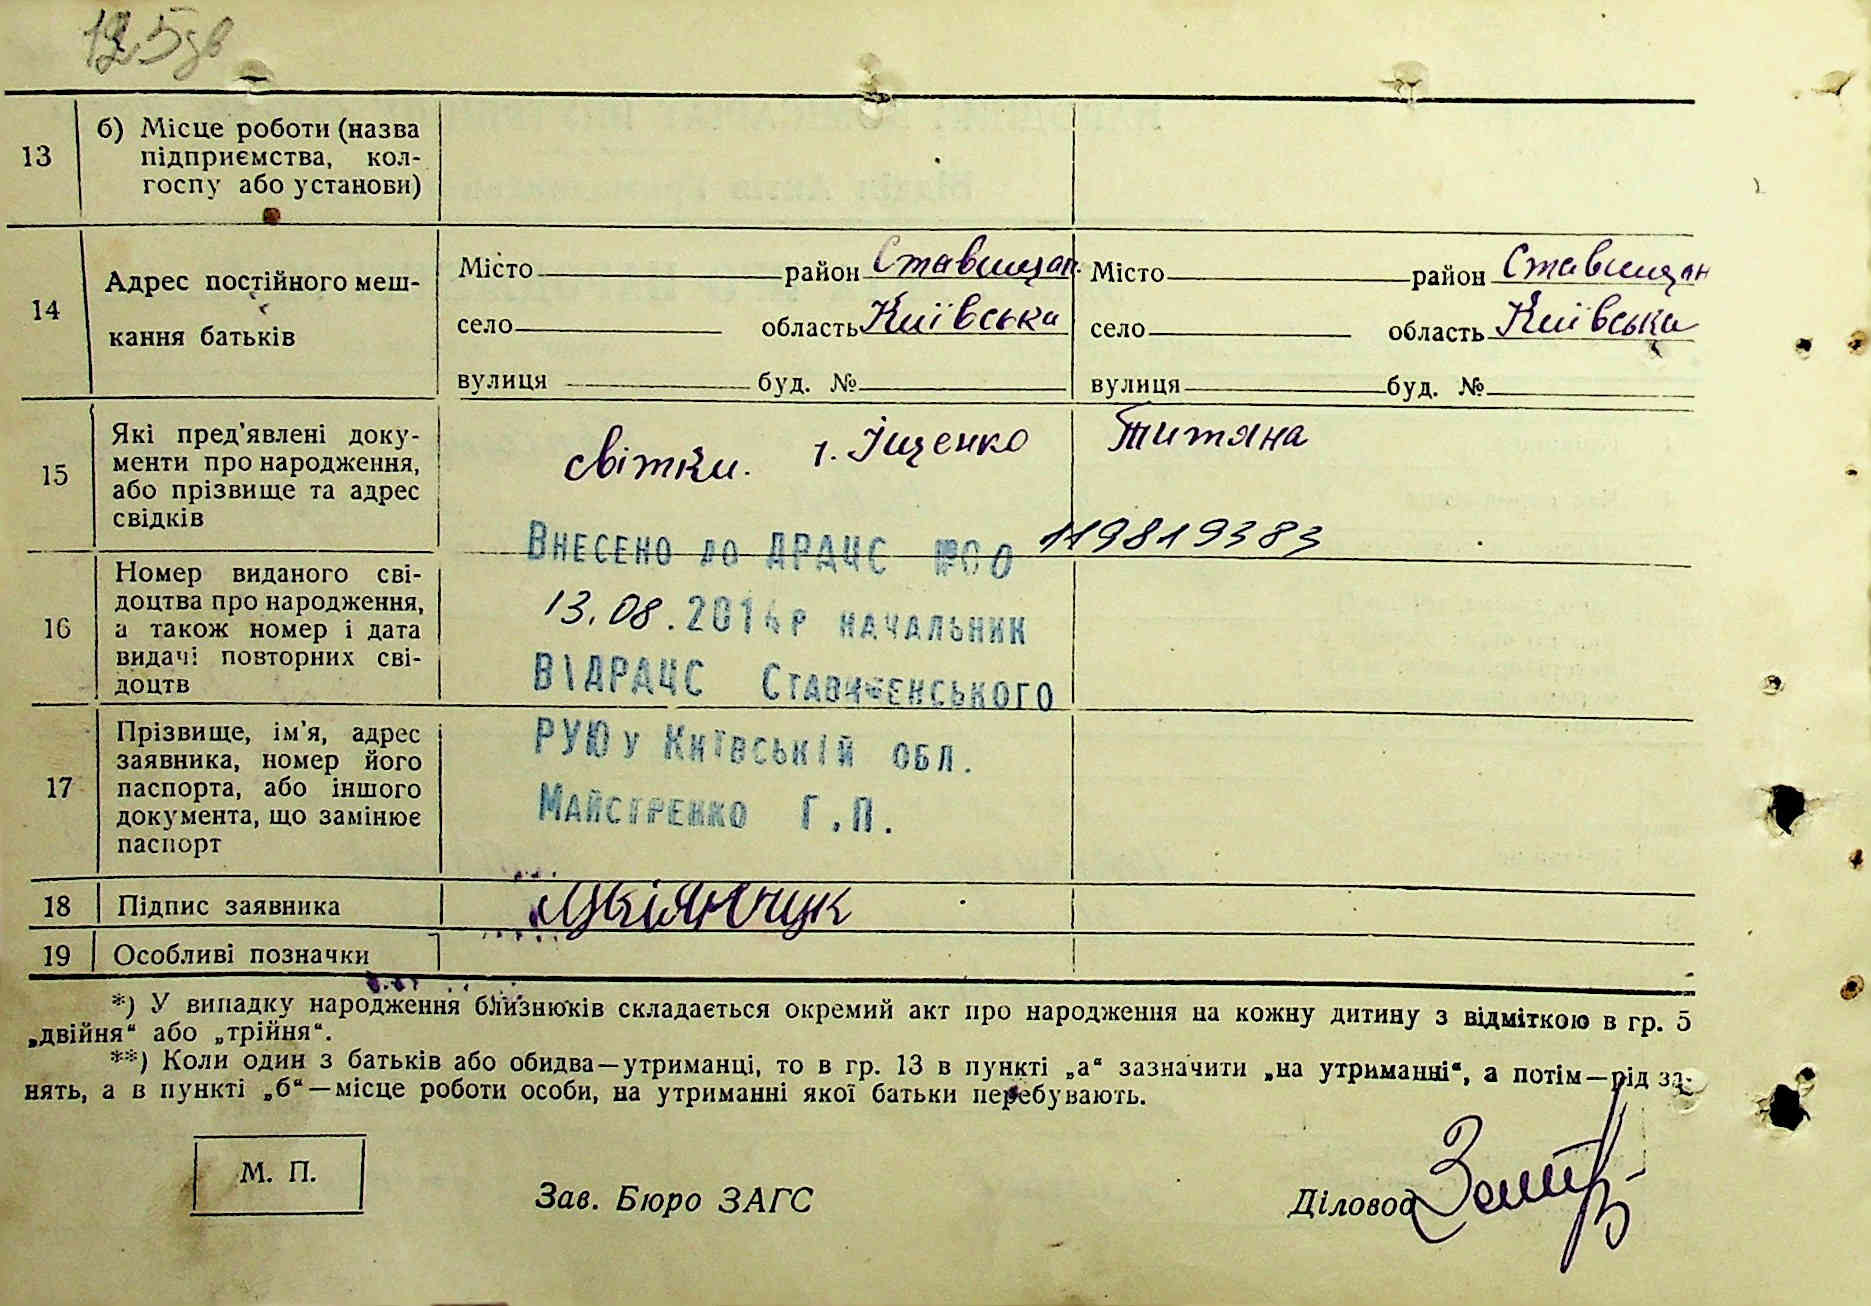 125зв
13 б) Місце роботи (назва
підприємства, кол-
госпу або установи)
14 Адрес постійного меш-
кання батьків
Місто район Ставищан. Місто район Ставищан
село область Київська село область Київська
вулиця буд. № вулиця буд. №
15 Які пред'явлені доку-
менти про народження,
або прізвище та адрес
свідків
світки. 1. Іщенко Титяна
Внесено до ДРАЦС №00 119819383
16 Номер виданого сві-
доцтва про народження,
а також номер і дата
видачі повторних сві-
доцтв
13.08.2014р начальник
ВДРАЦС Ставищенського
РУЮ у Київській обл.
Майстренко Г.П.
17 Прізвище, ім'я, адрес
заявника, номер його
паспорта, або іншого
документа, що замінює
паспорт
18 Підпис заявника
19 Особливі позначки
*) У випадку народження близнюків складається окремий акт про народження на кожну дитину з відміткою в гр. 5
„двійня“ або „трійня“.
**) Коли один з батьків або обидва—утриманці, то в гр. 13 в пункті „а“ зазначити „на утриманні“, а потім—рід за-
нять, а в пункті „б“—місце роботи особи, на утриманні якої батьки перебувають.
М. П.
Зав. Бюро ЗАГС
Діловод